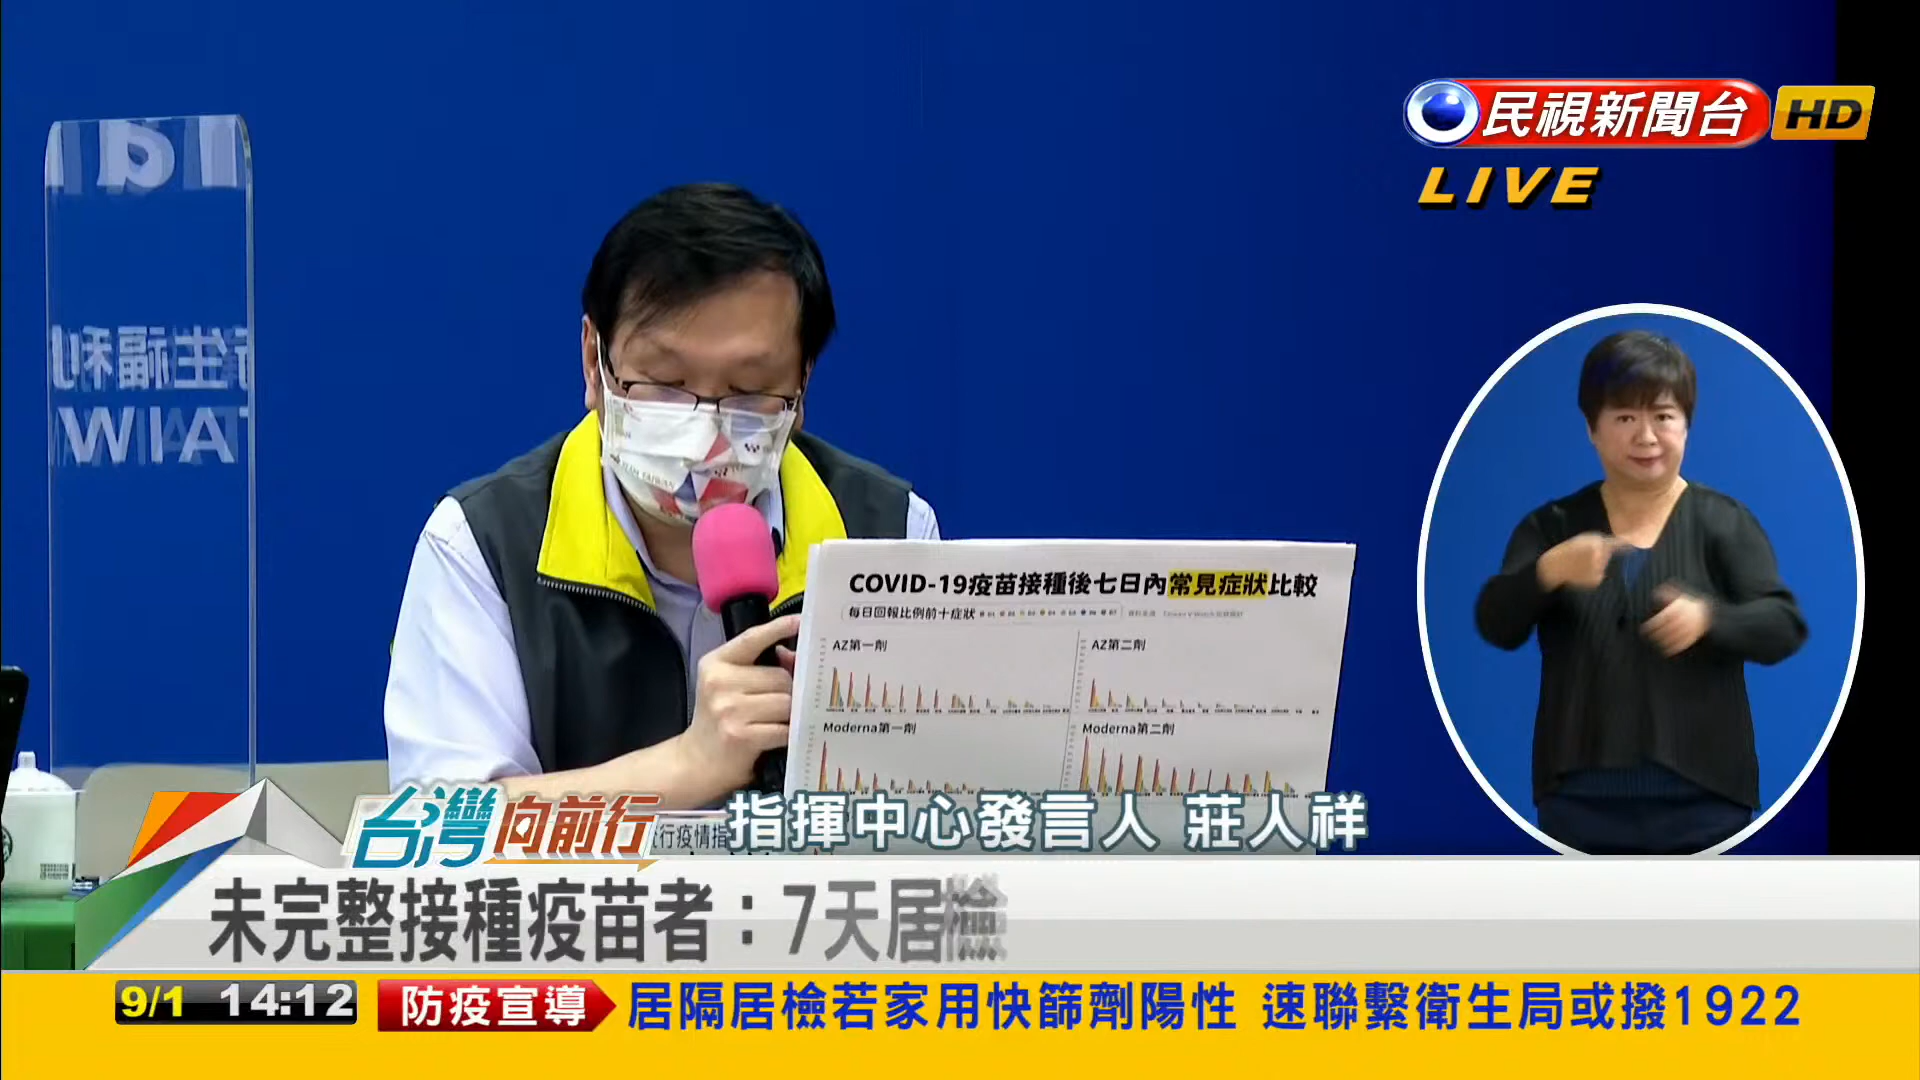 民視新聞台 HD
LIVE
COVID-19疫苗接種後七日內常見症狀比較
每日回報比例前十症狀
AZ第一劑
AZ第二劑
Moderna第一劑
Moderna第二劑
台灣向前行
行疫情指
指揮中心發言人 莊人祥
未完整接種疫苗者：7天居檢
9/1 14:12 防疫宣導 居隔居檢若家用快篩劑陽性 速聯繫衛生局或撥1922